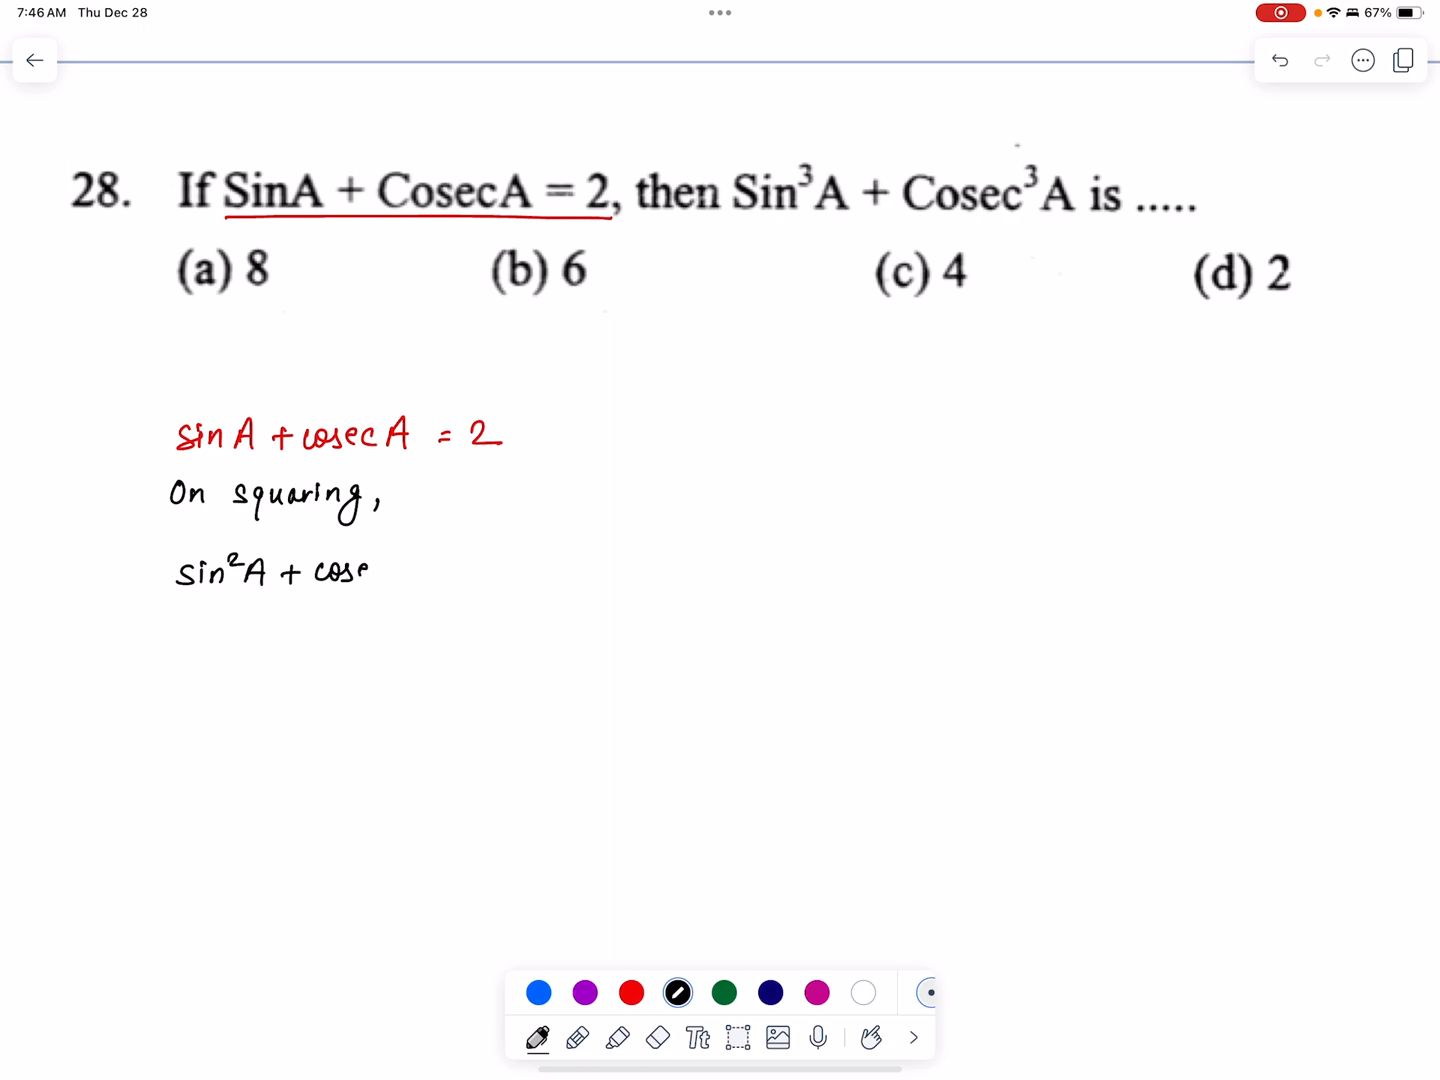 7:46 AM Thu Dec 28
67%
28. If SinA + CosecA = 2, then Sin³A + Cosec³A is .....
(a) 8 (b) 6 (c) 4 (d) 2
sin A + cosec A = 2
On squaring,
sin²A + cose
Tt